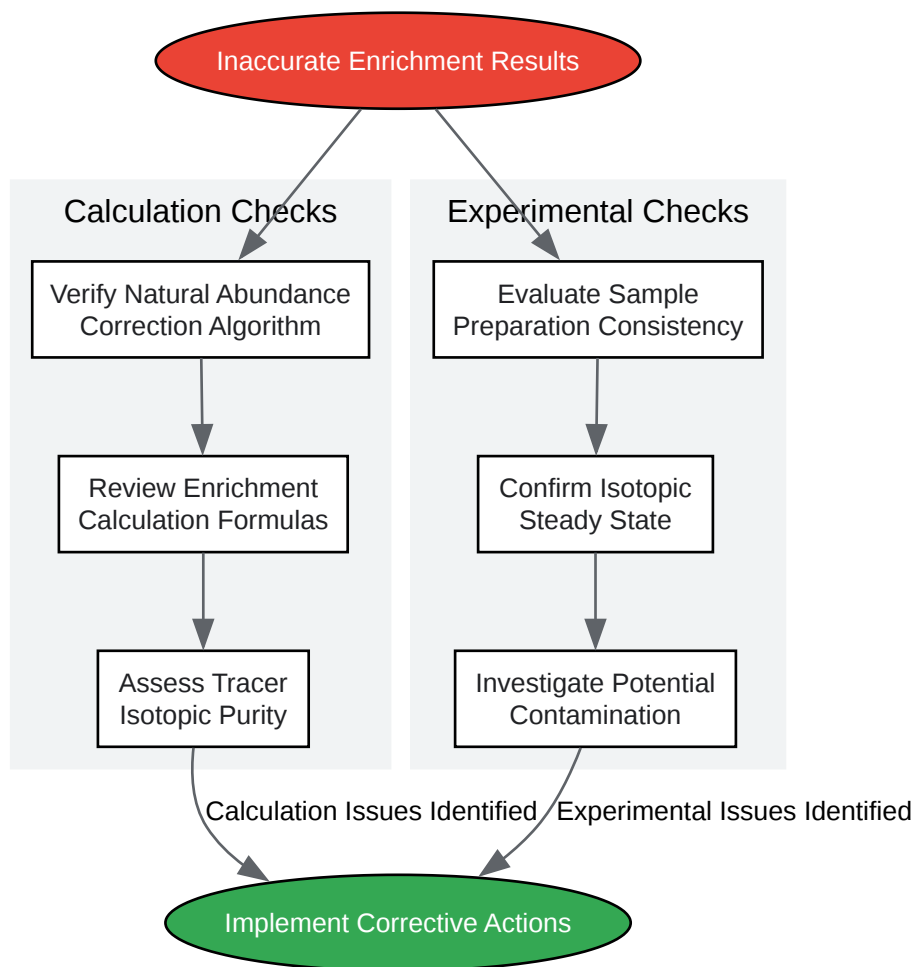 Inaccurate Enrichment Results
Calculation Checks
Verify Natural Abundance
Correction Algorithm
Review Enrichment
Calculation Formulas
Assess Tracer
Isotopic Purity
Calculation Issues Identified
Experimental Checks
Evaluate Sample
Preparation Consistency
Confirm Isotopic
Steady State
Investigate Potential
Contamination
Experimental Issues Identified
Implement Corrective Actions